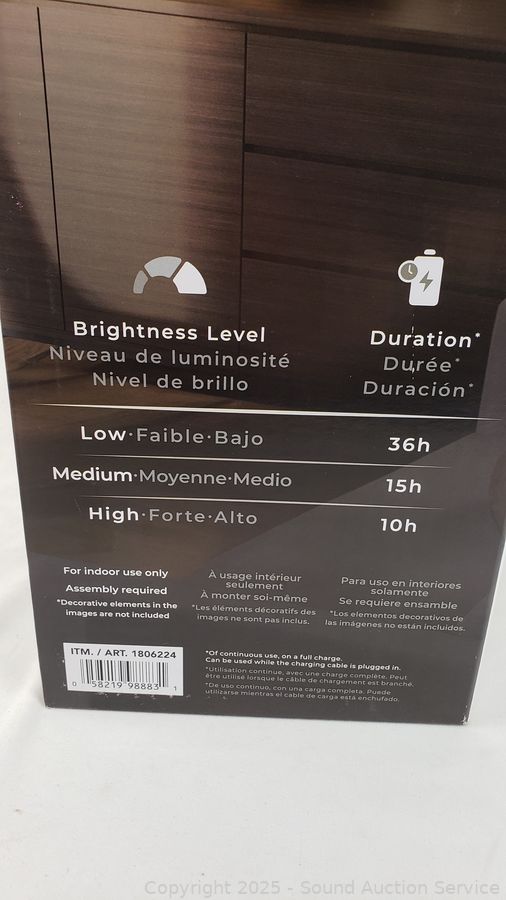 Brightness Level
Niveau de luminosité
Nivel de brillo
Duration*
Durée*
Duración*
Low·Faible·Bajo
36h
Medium·Moyenne·Medio
15h
High·Forte·Alto
10h
For indoor use only
Assembly required
*Decorative elements in the
images are not included
À usage intérieur
seulement
À monter soi-même
*Les éléments décoratifs des
images ne sont pas inclus.
Para uso en interiores
solamente
Se requiere ensamble
*Los elementos decorativos de
las imágenes no están incluidos.
ITM. / ART. 1806224
0 58219 98883 1
*Of continuous use, on a full charge.
Can be used while the charging cable is plugged in.
*Utilisation continue, avec une charge complète. Peut
être utilisé lorsque le câble de chargement est branché.
*De uso continuo, con una carga completa. Puede
utilizarse mientras el cable de carga está enchufado.
Copyright 2025 - Sound Auction Service